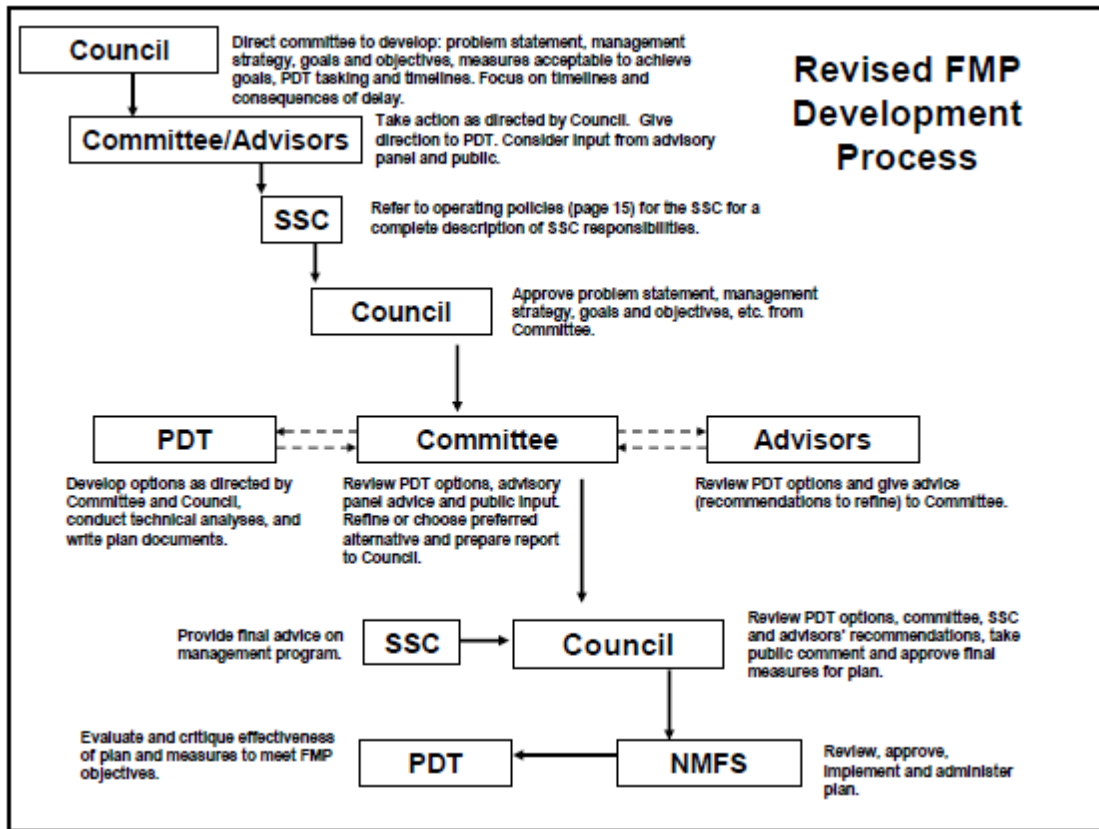 Council
Direct committee to develop: problem statement, management
strategy, goals and objectives, measures acceptable to achieve
goals, PDT tasking and timelines. Focus on timelines and
consequences of delay.
Revised FMP
Development
Process
Committee/Advisors
Take action as directed by Council. Give
direction to PDT. Consider input from advisory
panel and public.
SSC
Refer to operating policies (page 15) for the SSC for a
complete description of SSC responsibilities.
Council
Approve problem statement, management
strategy, goals and objectives, etc. from
Committee.
PDT
Committee
Advisors
Develop options as directed by
Committee and Council,
conduct technical analyses, and
write plan documents.
Review PDT options, advisory
panel advice and public input.
Refine or choose preferred
alternative and prepare report
to Council.
Review PDT options and give advice
(recommendations to refine) to Committee.
Provide final advice on
management program.
SSC
Council
Review PDT options, committee, SSC
and advisors' recommendations, take
public comment and approve final
measures for plan.
Evaluate and critique effectiveness
of plan and measures to meet FMP
objectives.
PDT
NMFS
Review, approve,
implement and administer
plan.